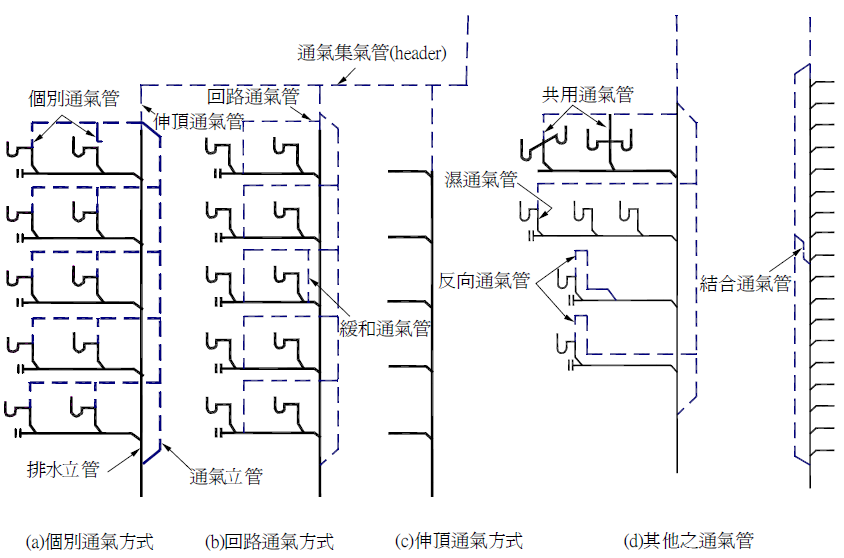 通氣集氣管(header)
個別通氣管
回路通氣管
共用通氣管
伸頂通氣管
濕通氣管
反向通氣管
結合通氣管
緩和通氣管
排水立管
通氣立管
(a)個別通氣方式
(b)回路通氣方式
(c)伸頂通氣方式
(d)其他之通氣管